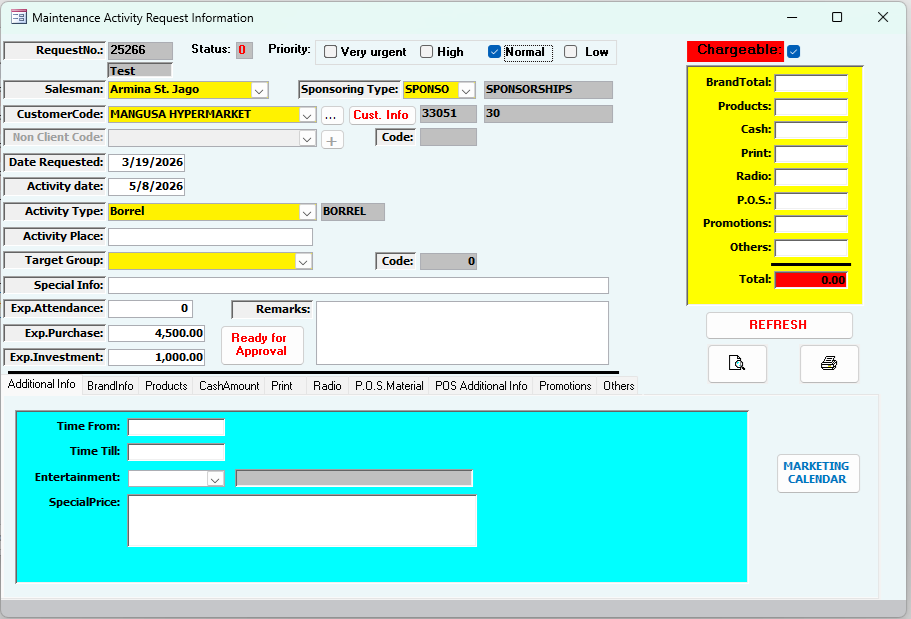 Maintenance Activity Request Information
RequestNo.: 25266 Status: 0 Priority: Very urgent High Normal Low Chargeable:
Test
Salesman: Armina St. Jago Sponsoring Type: SPONSO SPONSORSHIPS
CustomerCode: MANGUSA HYPERMARKET ... Cust. Info 33051 30
Non Client Code: + Code:
Date Requested: 3/19/2026
Activity date: 5/8/2026
Activity Type: Borrel BORREL
Activity Place:
Target Group: Code: 0
Special Info:
Exp.Attendance: 0 Remarks:
Exp.Purchase: 4,500.00 Ready for
Approval
Exp.Investment: 1,000.00
BrandTotal:
Products:
Cash:
Print:
Radio:
P.O.S.:
Promotions:
Others:
Total: 0.00
REFRESH
Additional Info BrandInfo Products CashAmount Print Radio P.O.S.Material POS Additional Info Promotions Others
Time From:
Time Till:
Entertainment:
SpecialPrice:
MARKETING
CALENDAR